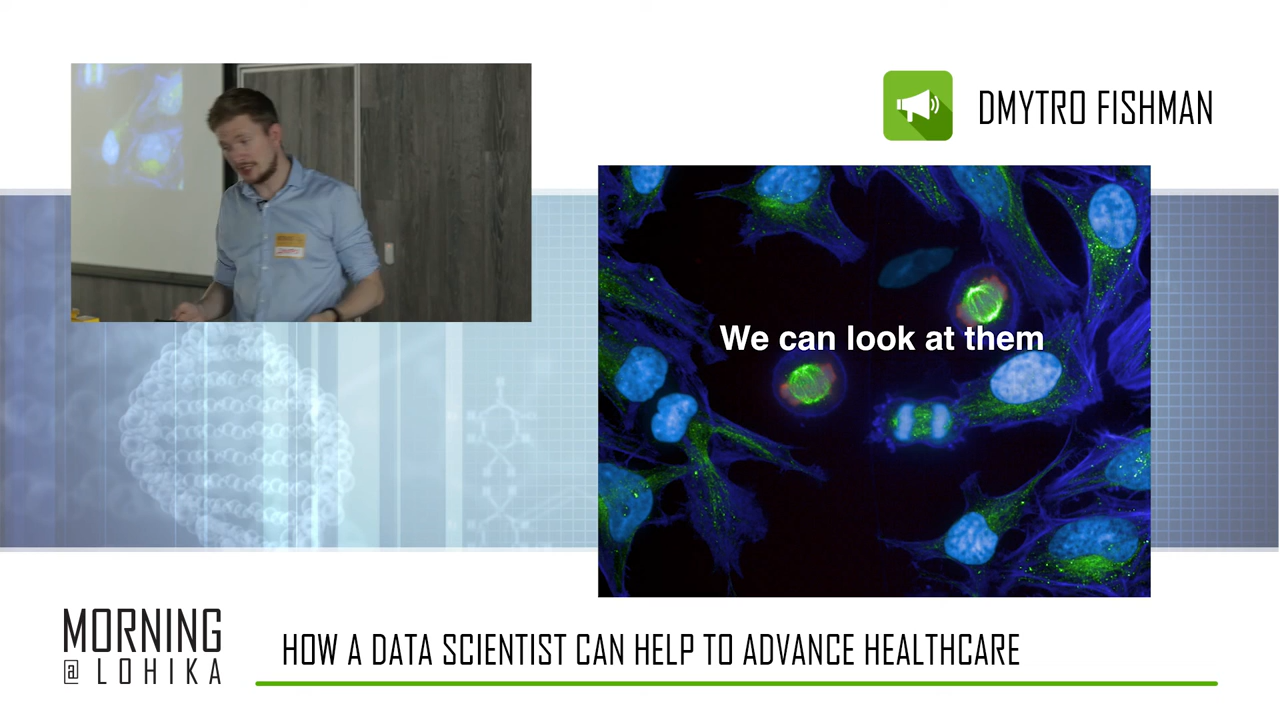 DMYTRO FISHMAN
We can look at them
MORNING
@ LOHIKA
HOW A DATA SCIENTIST CAN HELP TO ADVANCE HEALTHCARE